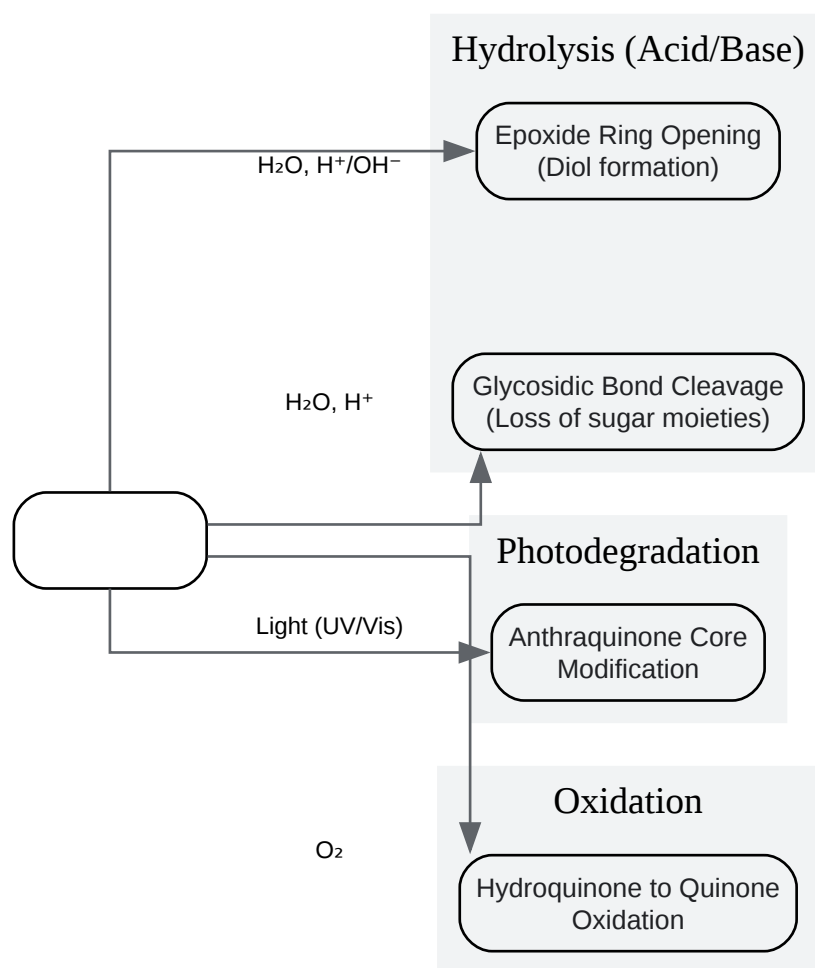 Hydrolysis (Acid/Base)
Epoxide Ring Opening
(Diol formation)
H₂O, H⁺/OH⁻
Glycosidic Bond Cleavage
(Loss of sugar moieties)
H₂O, H⁺
Photodegradation
Light (UV/Vis)
Anthraquinone Core
Modification
Oxidation
O₂
Hydroquinone to Quinone
Oxidation